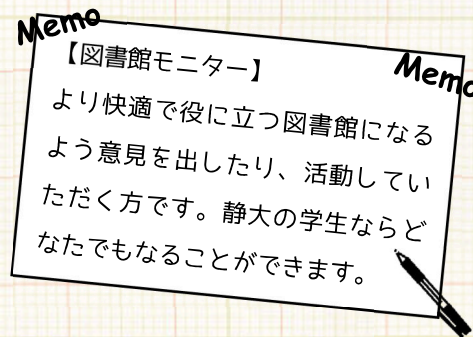 Memo
Memo
【図書館モニター】
より快適で役に立つ図書館になる
よう意見を出したり、活動してい
ただく方です。静大の学生ならど
なたでもなることができます。